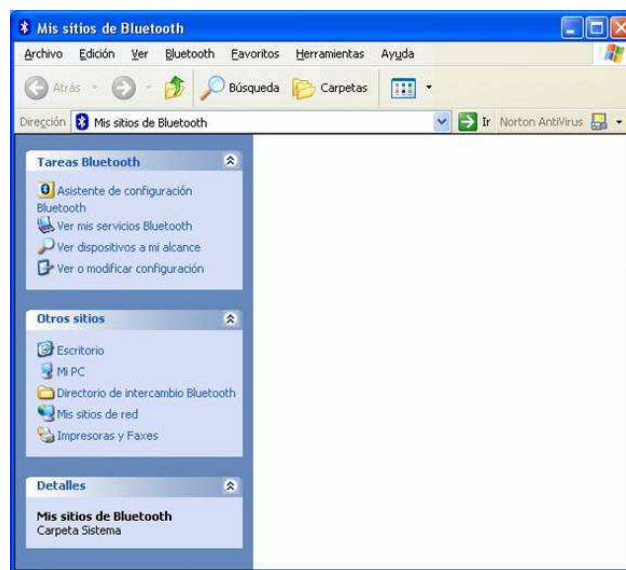 Mis sitios de Bluetooth
Archivo Edición Ver Bluetooth Favoritos Herramientas Ayuda
Atrás Búsqueda Carpetas
Dirección Mis sitios de Bluetooth Ir Norton AntiVirus
Tareas Bluetooth
Asistente de configuración
Bluetooth
Ver mis servicios Bluetooth
Ver dispositivos a mi alcance
Ver o modificar configuración
Otros sitios
Escritorio
Mi PC
Directorio de intercambio Bluetooth
Mis sitios de red
Impresoras y Faxes
Detalles
Mis sitios de Bluetooth
Carpeta Sistema